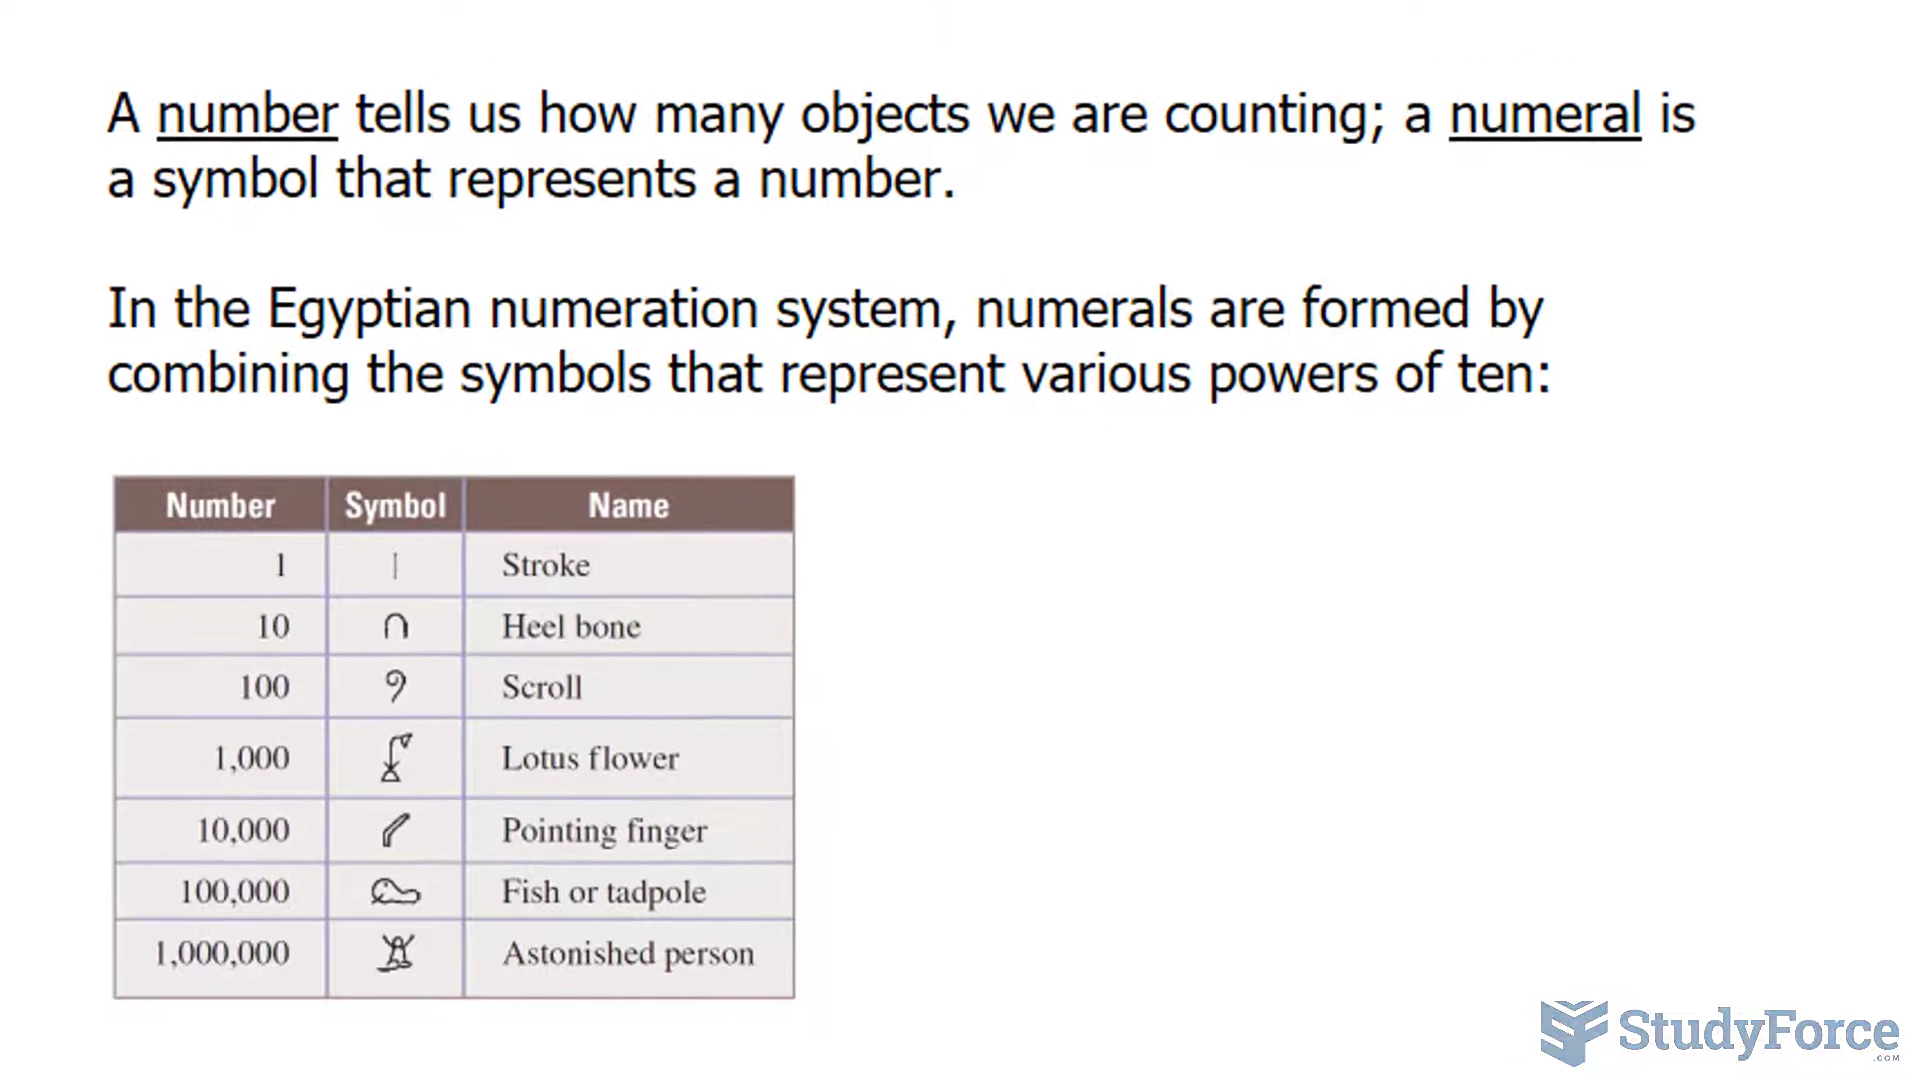 A number tells us how many objects we are counting; a numeral is
a symbol that represents a number.
In the Egyptian numeration system, numerals are formed by
combining the symbols that represent various powers of ten:
Number Symbol Name
1 | Stroke
10 ∩ Heel bone
100 Scroll
1,000 Lotus flower
10,000 Pointing finger
100,000 Fish or tadpole
1,000,000 Astonished person
StudyForce
.COM